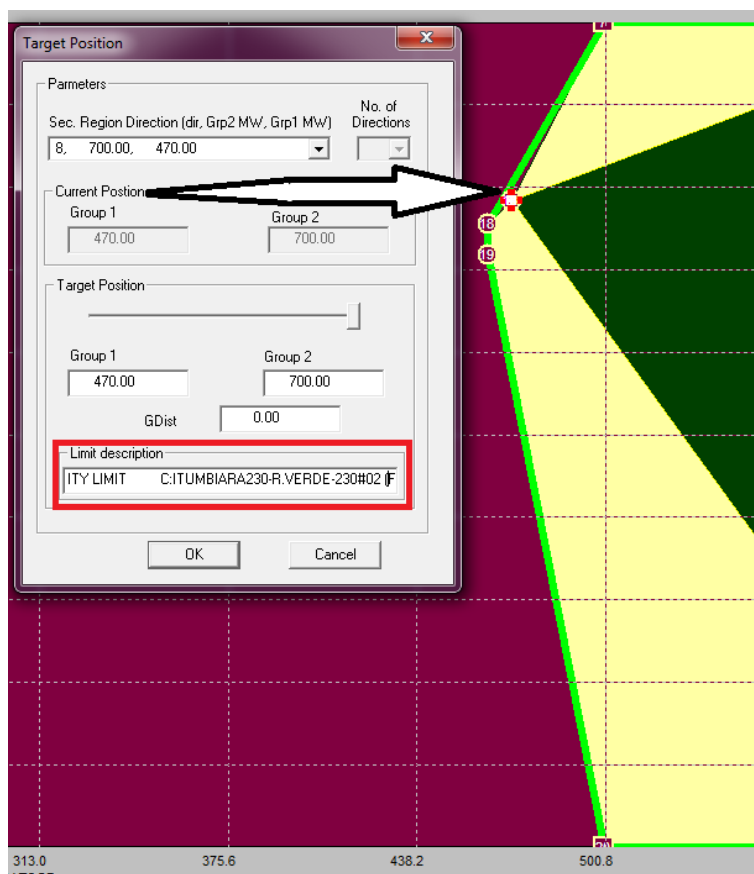 Target Position
Parmeters
No. of
Sec. Region Direction (dir, Grp2 MW, Grp1 MW) Directions
8, 700.00, 470.00
Current Postion
Group 1 Group 2
470.00 700.00
Target Position
Group 1 Group 2
470.00 700.00
GDist 0.00
Limit description
ITY LIMIT C:ITUMBIARA230-R.VERDE-230#02 (F
OK Cancel
18
19
313.0 375.6 438.2 500.8